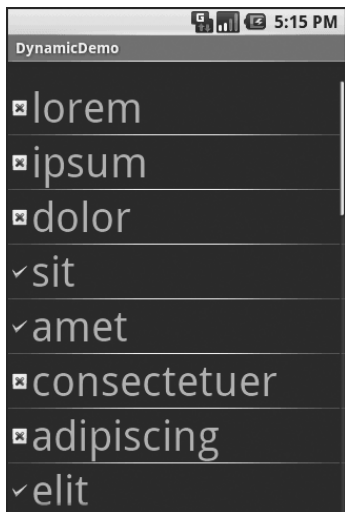 G
5:15 PM
DynamicDemo
lorem
ipsum
dolor
sit
amet
consectetuer
adipiscing
elit